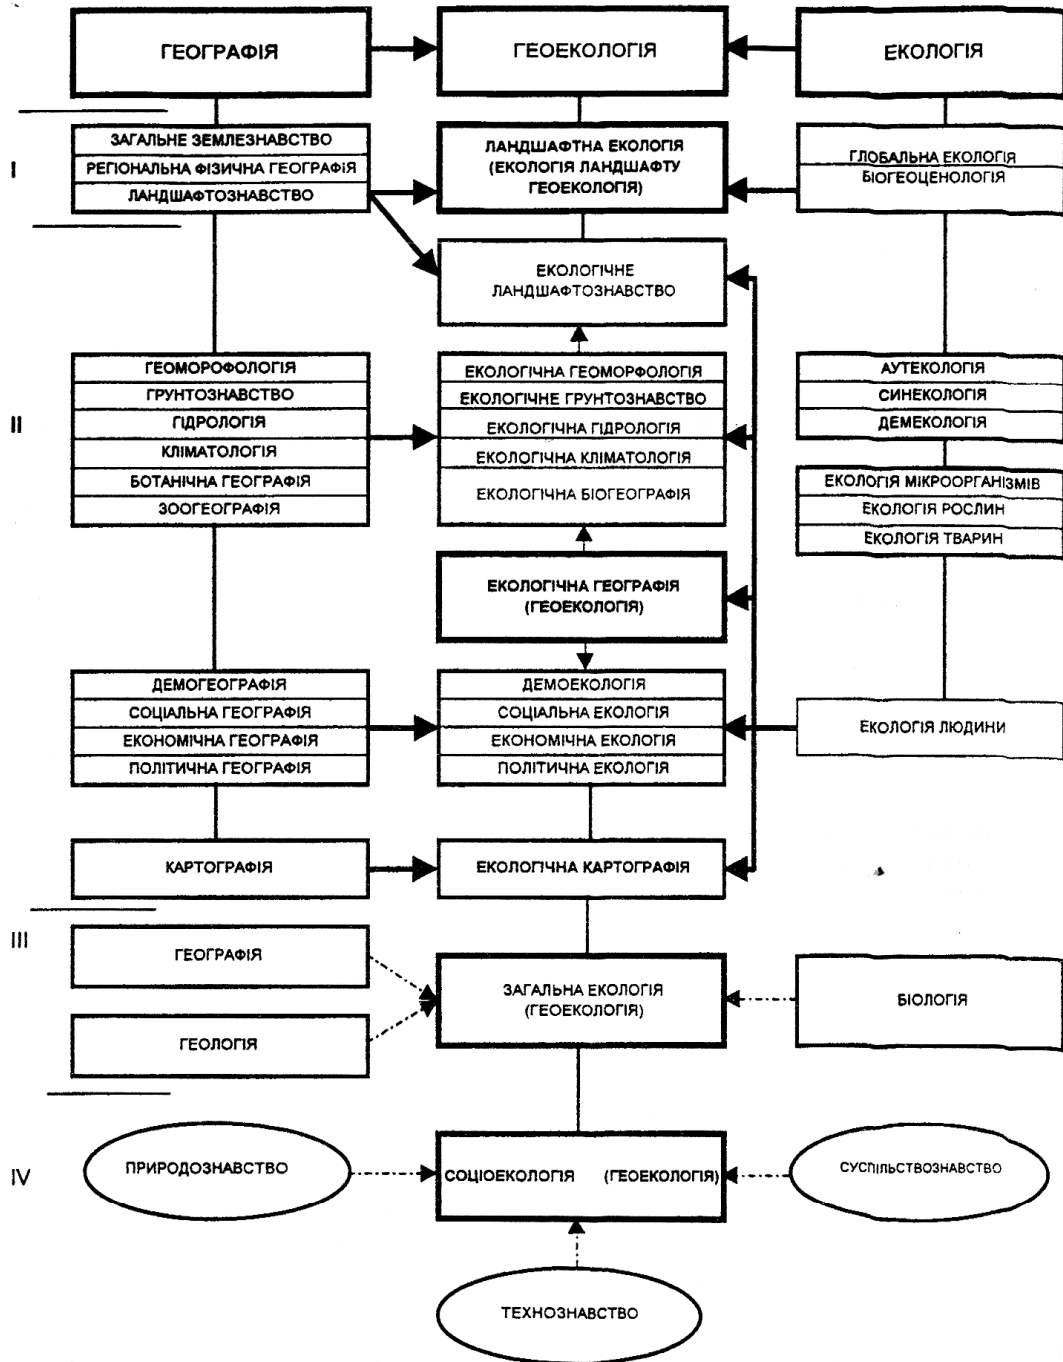 ГЕОГРАФІЯ
ГЕОЕКОЛОГІЯ
ЕКОЛОГІЯ
I
ЗАГАЛЬНЕ ЗЕМЛЕЗНАВСТВО
РЕГІОНАЛЬНА ФІЗИЧНА ГЕОГРАФІЯ
ЛАНДШАФТОЗНАВСТВО
ЛАНДШАФТНА ЕКОЛОГІЯ
(ЕКОЛОГІЯ ЛАНДШАФТУ
ГЕОЕКОЛОГІЯ)
ГЛОБАЛЬНА ЕКОЛОГІЯ
БІОГЕОЦЕНОЛОГІЯ
ЕКОЛОГІЧНЕ
ЛАНДШАФТОЗНАВСТВО
II
ГЕОМОРОФОЛОГІЯ
ГРУНТОЗНАВСТВО
ГІДРОЛОГІЯ
КЛІМАТОЛОГІЯ
БОТАНІЧНА ГЕОГРАФІЯ
ЗООГЕОГРАФІЯ
ЕКОЛОГІЧНА ГЕОМОРФОЛОГІЯ
ЕКОЛОГІЧНЕ ГРУНТОЗНАВСТВО
ЕКОЛОГІЧНА ГІДРОЛОГІЯ
ЕКОЛОГІЧНА КЛІМАТОЛОГІЯ
ЕКОЛОГІЧНА БІОГЕОГРАФІЯ
АУТЕКОЛОГІЯ
СИНЕКОЛОГІЯ
ДЕМЕКОЛОГІЯ
ЕКОЛОГІЯ МІКРООРГАНІЗМІВ
ЕКОЛОГІЯ РОСЛИН
ЕКОЛОГІЯ ТВАРИН
ЕКОЛОГІЧНА ГЕОГРАФІЯ
(ГЕОЕКОЛОГІЯ)
ДЕМОГЕОГРАФІЯ
СОЦІАЛЬНА ГЕОГРАФІЯ
ЕКОНОМІЧНА ГЕОГРАФІЯ
ПОЛІТИЧНА ГЕОГРАФІЯ
ДЕМОЕКОЛОГІЯ
СОЦІАЛЬНА ЕКОЛОГІЯ
ЕКОНОМІЧНА ЕКОЛОГІЯ
ПОЛІТИЧНА ЕКОЛОГІЯ
ЕКОЛОГІЯ ЛЮДИНИ
КАРТОГРАФІЯ
ЕКОЛОГІЧНА КАРТОГРАФІЯ
III
ГЕОГРАФІЯ
ГЕОЛОГІЯ
ЗАГАЛЬНА ЕКОЛОГІЯ
(ГЕОЕКОЛОГІЯ)
БІОЛОГІЯ
IV
ПРИРОДОЗНАВСТВО
СОЦІОЕКОЛОГІЯ (ГЕОЕКОЛОГІЯ)
СУСПІЛЬСТВОЗНАВСТВО
ТЕХНОЗНАВСТВО